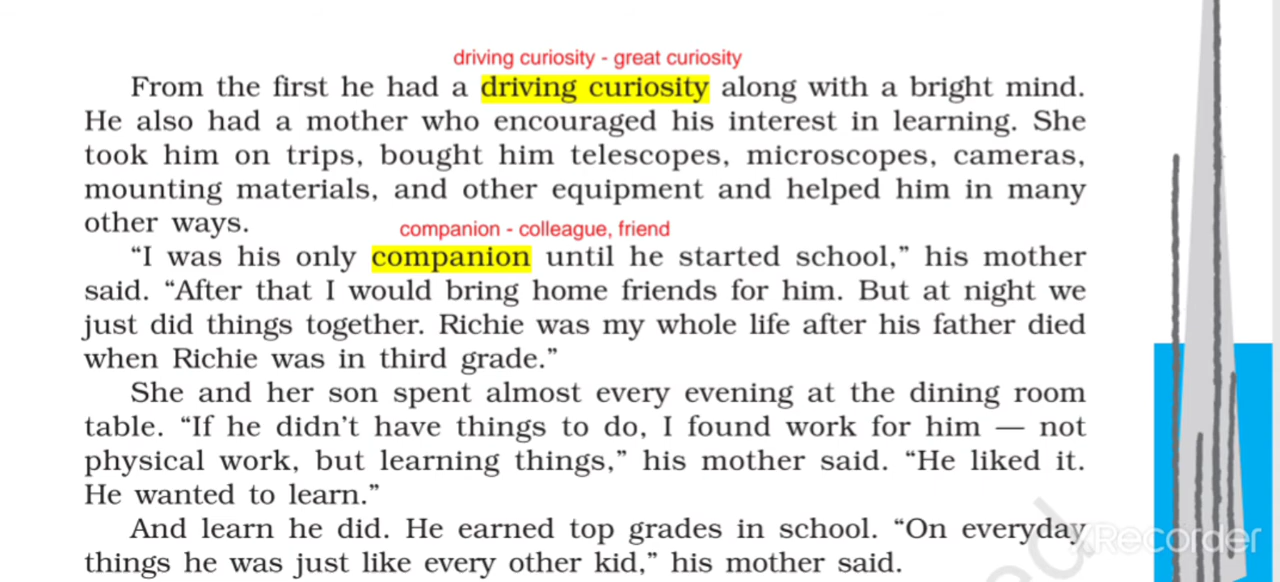 driving curiosity - great curiosity
From the first he had a driving curiosity along with a bright mind.
He also had a mother who encouraged his interest in learning. She
took him on trips, bought him telescopes, microscopes, cameras,
mounting materials, and other equipment and helped him in many
other ways.
companion - colleague, friend
“I was his only companion until he started school,” his mother
said. “After that I would bring home friends for him. But at night we
just did things together. Richie was my whole life after his father died
when Richie was in third grade.”
She and her son spent almost every evening at the dining room
table. “If he didn’t have things to do, I found work for him — not
physical work, but learning things,” his mother said. “He liked it.
He wanted to learn.”
And learn he did. He earned top grades in school. “On everyday
things he was just like every other kid,” his mother said.
Recorder